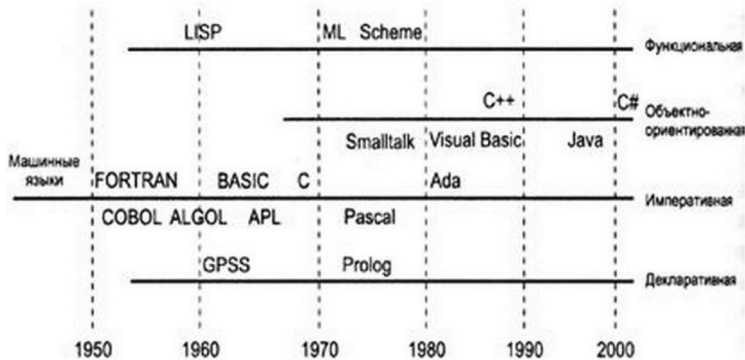 LISP ML Scheme
Функциональная
C++ C#
Объектно-
ориентированная
Smalltalk Visual Basic Java
Машинные
языки
FORTRAN BASIC C Ada
Императивная
COBOL ALGOL APL Pascal
GPSS Prolog
Декларативная
1950 1960 1970 1980 1990 2000